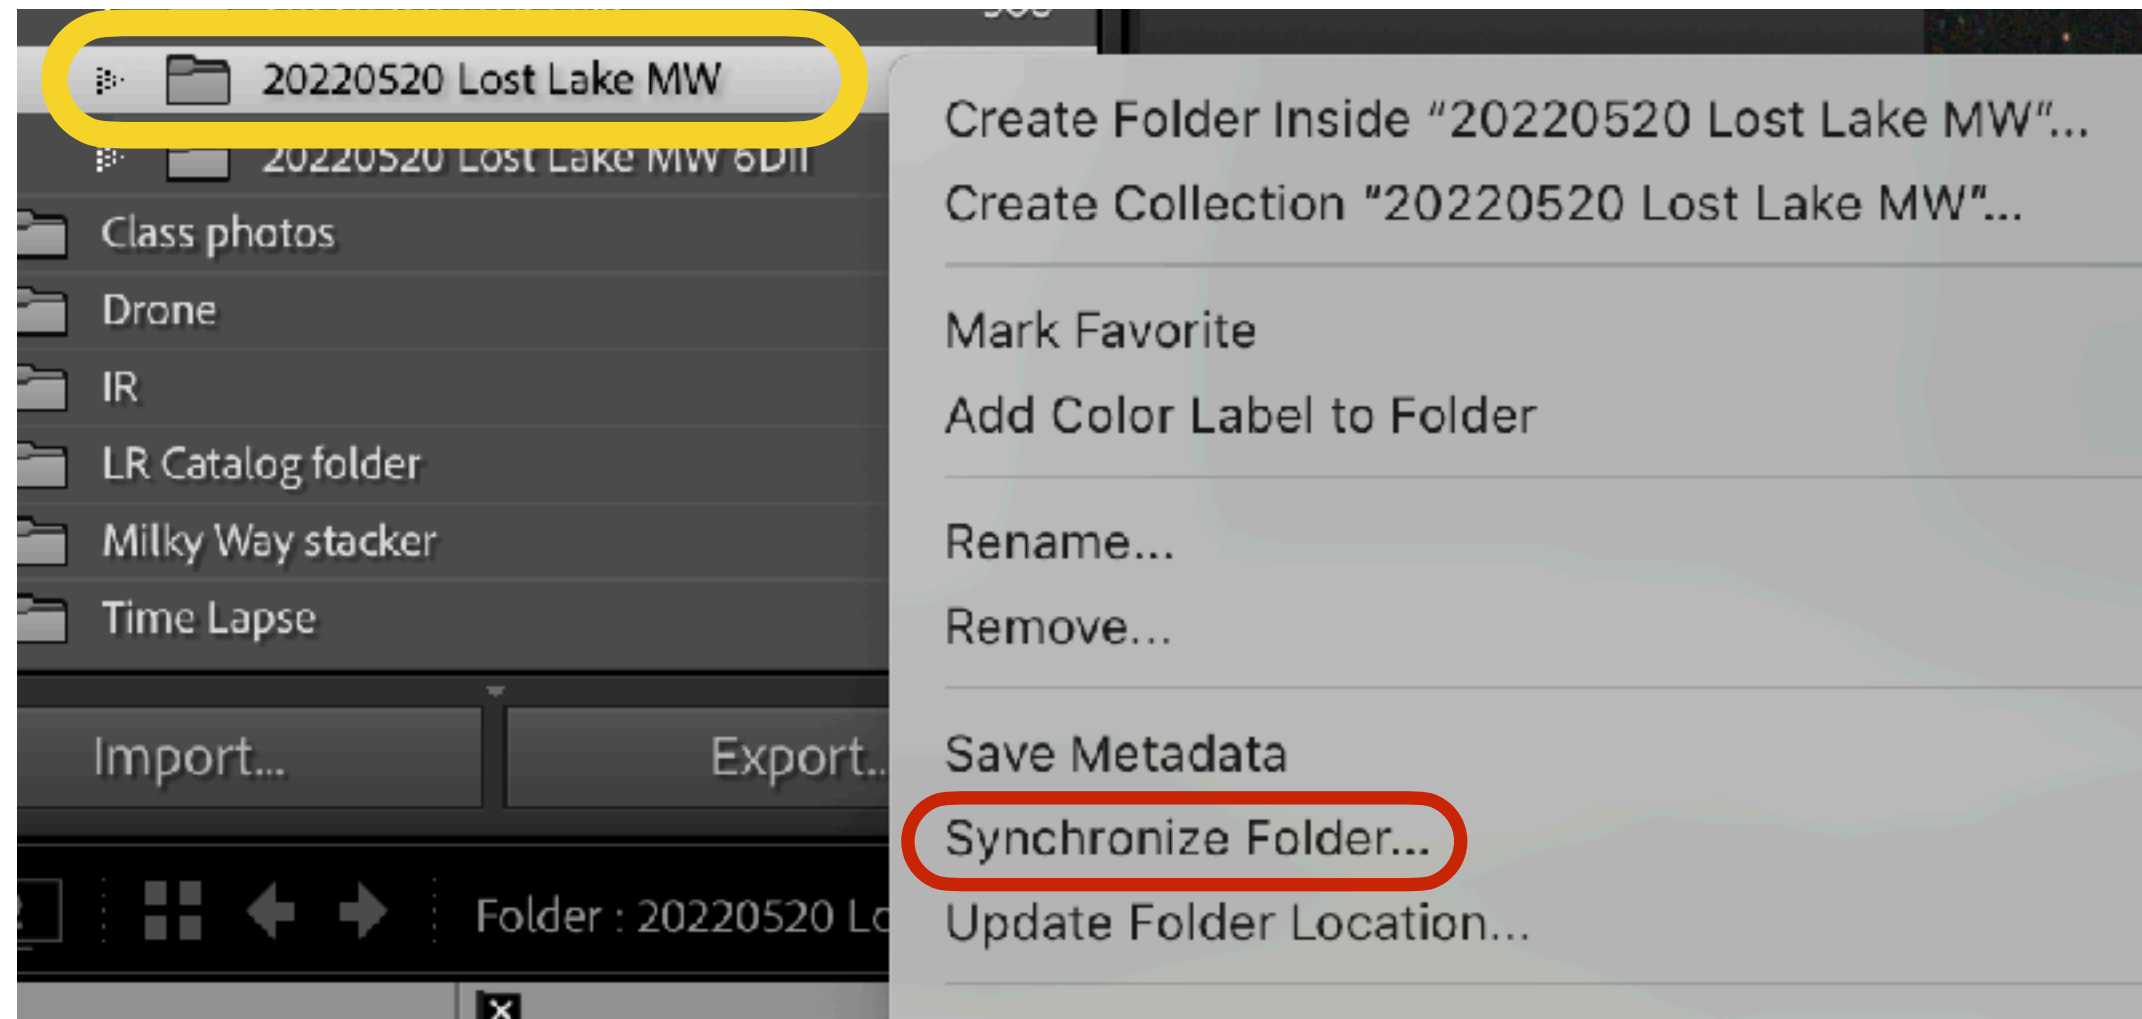 20220520 Lost Lake MW
20220520 Lost Lake MW 6DII
Class photos
Drone
IR
LR Catalog folder
Milky Way stacker
Time Lapse
Import...
Export..
Folder : 20220520 Lo
Create Folder Inside “20220520 Lost Lake MW”...
Create Collection "20220520 Lost Lake MW"...
Mark Favorite
Add Color Label to Folder
Rename...
Remove...
Save Metadata
Synchronize Folder...
Update Folder Location...